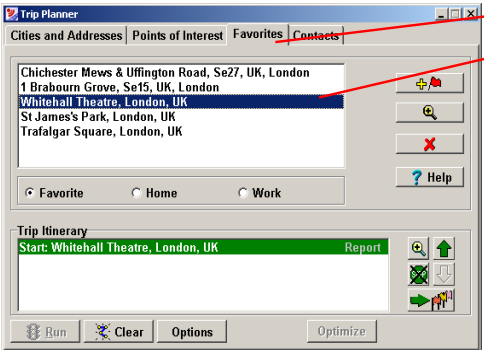 Trip Planner
Cities and Addresses Points of Interest Favorites Contacts
Chichester Mews & Uffington Road, Se27, UK, London
1 Brabourn Grove, Se15, UK, London
Whitehall Theatre, London, UK
St James's Park, London, UK
Trafalgar Square, London, UK
? Help
Favorite Home Work
Trip Itinerary
Start: Whitehall Theatre, London, UK Report
Run Clear Options Optimize